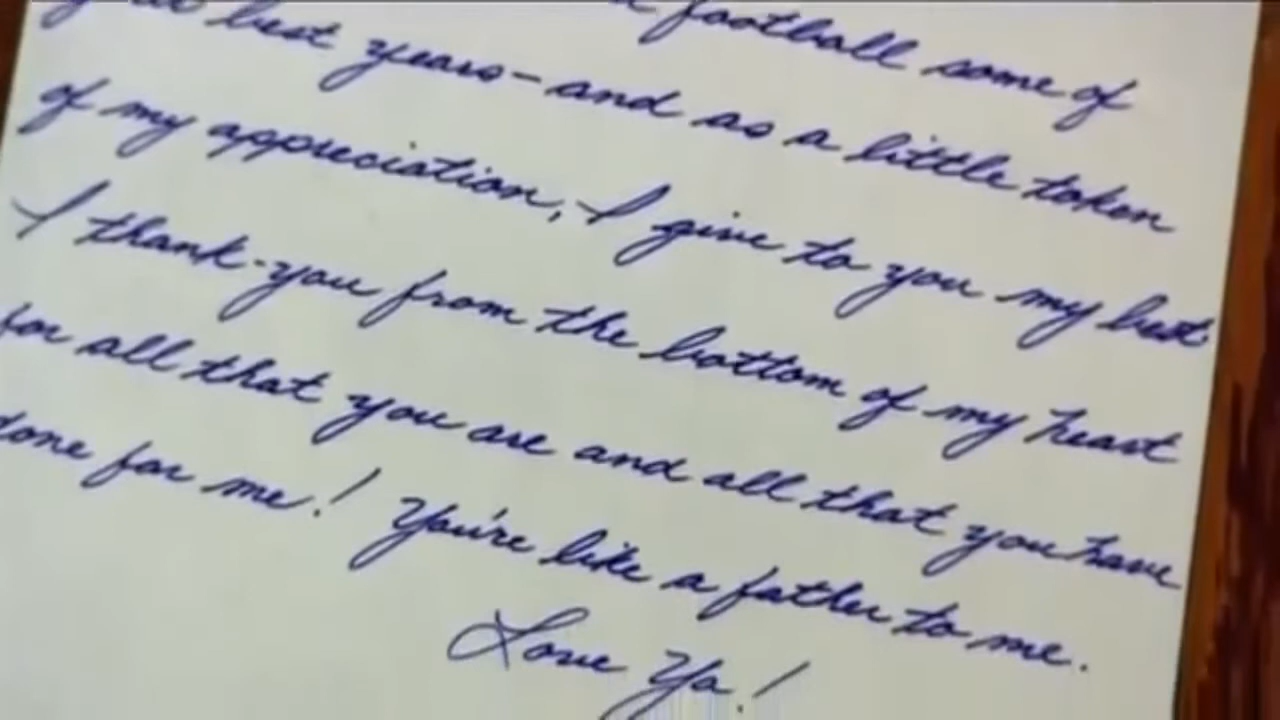 football some of
best years-and as a little token
of my appreciation, I give to you my best
I thank-you from the bottom of my heart
for all that you are and all that you have
done for me! You're like a father to me.
Love Ya!